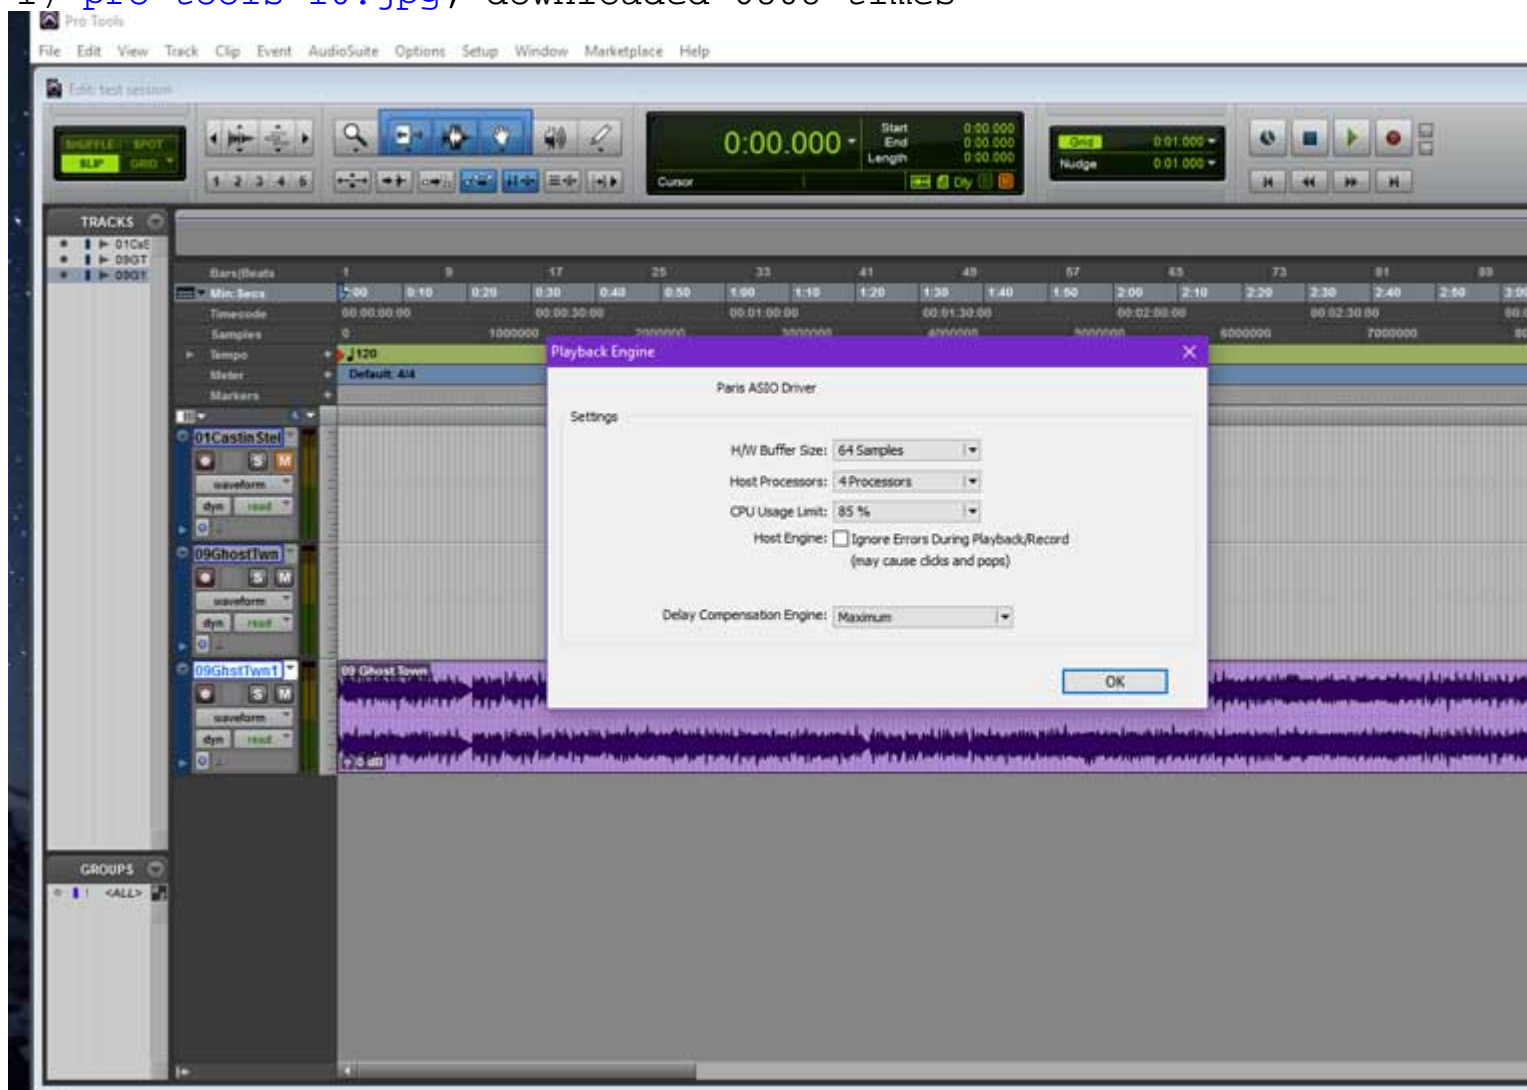 Pro Tools
File Edit View Track Clip Event AudioSuite Options Setup Window Marketplace Help
Edit: test session
SHUFFLE SPOT
SLIP GRID
1 2 3 4 5
0:00.000
Start 0:00.000
End 0:00.000
Length 0:00.000
Cursor
Dly
Grid 0:01.000
Nudge 0:01.000
TRACKS
01CaS
09GT
09G1
Bars|Beats 1 9 17 25 33 41 49 57 65 73 81 89
Min:Secs 0:00 0:10 0:20 0:30 0:40 0:50 1:00 1:10 1:20 1:30 1:40 1:50 2:00 2:10 2:20 2:30 2:40 2:50
Timecode 00:00:00:00 00:00:30:00 00:01:00:00 00:01:30:00 00:02:00:00 00:02:30:00
Samples 0 1000000 2000000 3000000 4000000 5000000 6000000 7000000
Tempo 120
Meter Default: 4/4
Markers
Playback Engine
Paris ASIO Driver
Settings
H/W Buffer Size: 64 Samples
Host Processors: 4 Processors
CPU Usage Limit: 85 %
Host Engine: Ignore Errors During Playback/Record
(may cause clicks and pops)
Delay Compensation Engine: Maximum
OK
01CastinStel
S M
waveform
dyn read
09GhostTwn
S M
waveform
dyn read
09GhstTwn1
S M
waveform
dyn read
09 Ghost Town
0 dB
GROUPS
! <ALL>